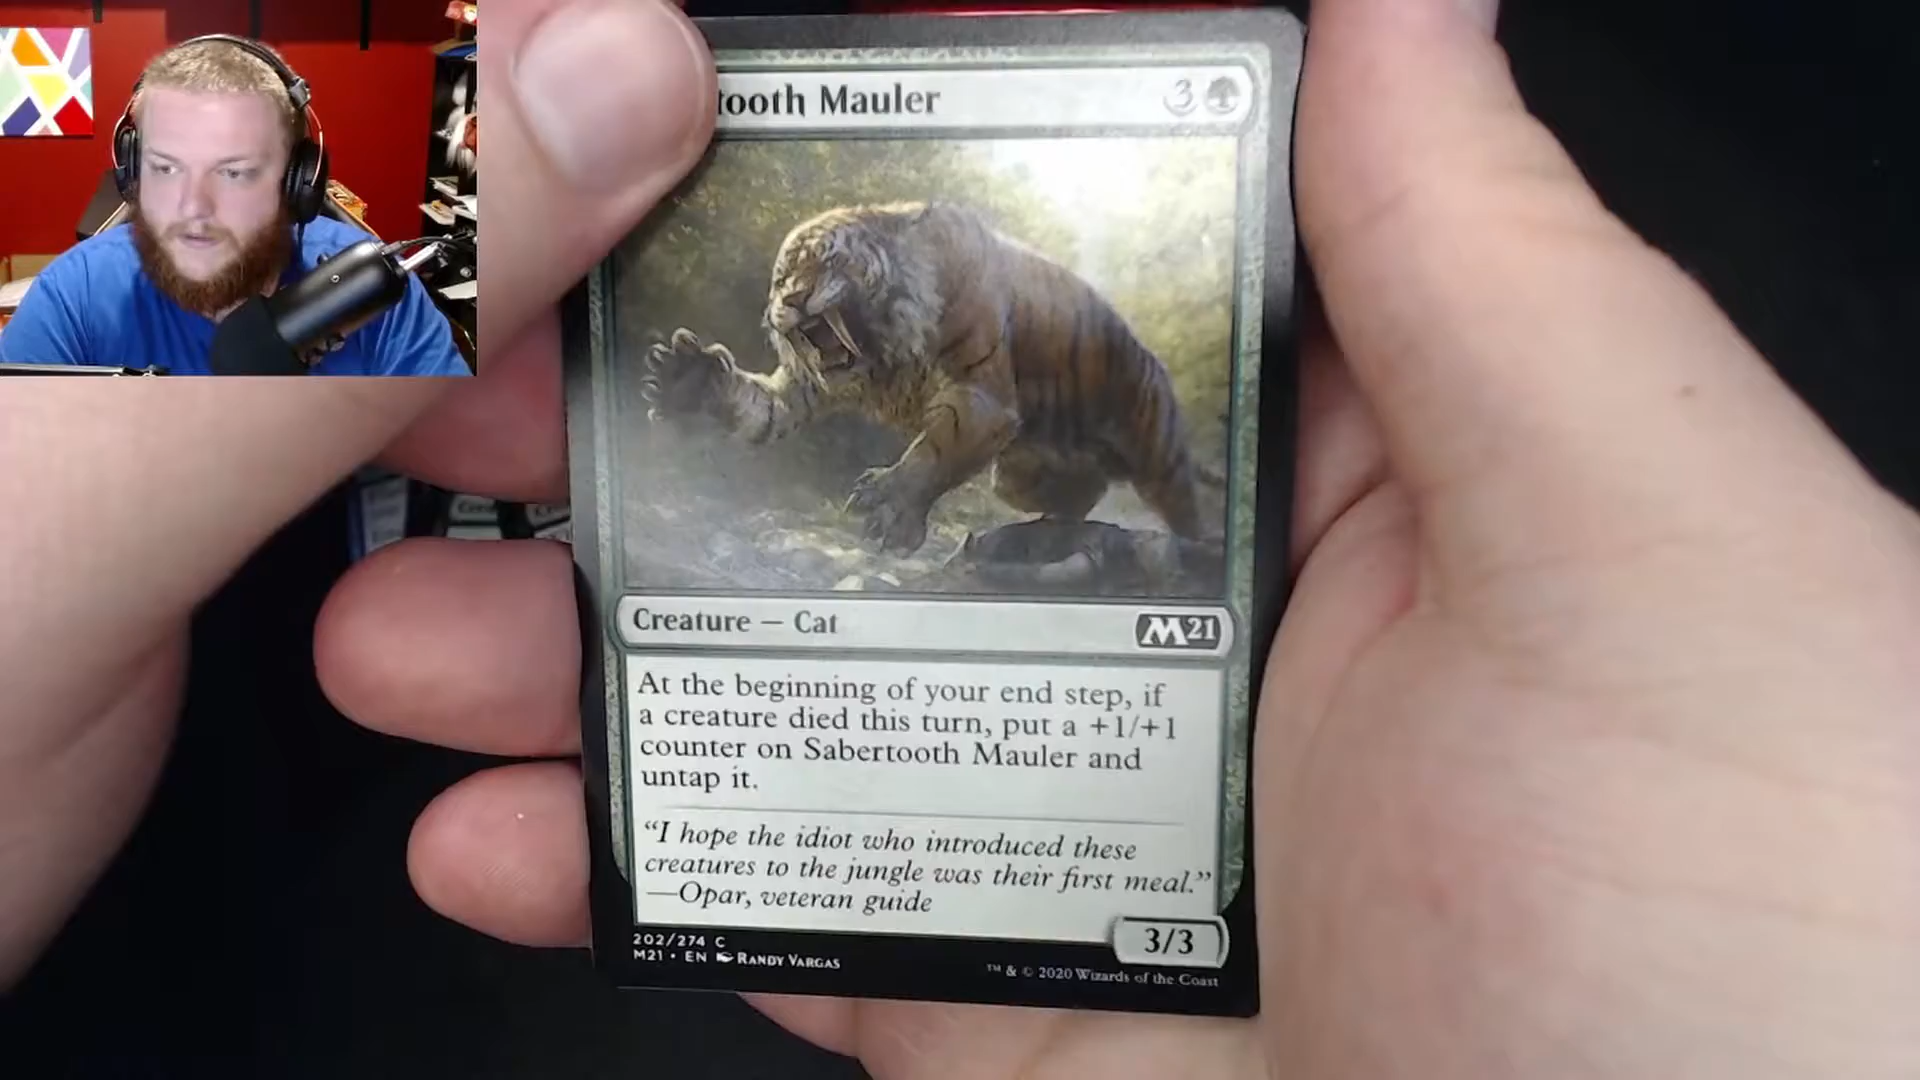 tooth Mauler 3
Creature — Cat M21
At the beginning of your end step, if
a creature died this turn, put a +1/+1
counter on Sabertooth Mauler and
untap it.
“I hope the idiot who introduced these
creatures to the jungle was their first meal.”
—Opar, veteran guide
3/3
202/274 C
M21 • EN RANDY VARGAS
™ & © 2020 Wizards of the Coast